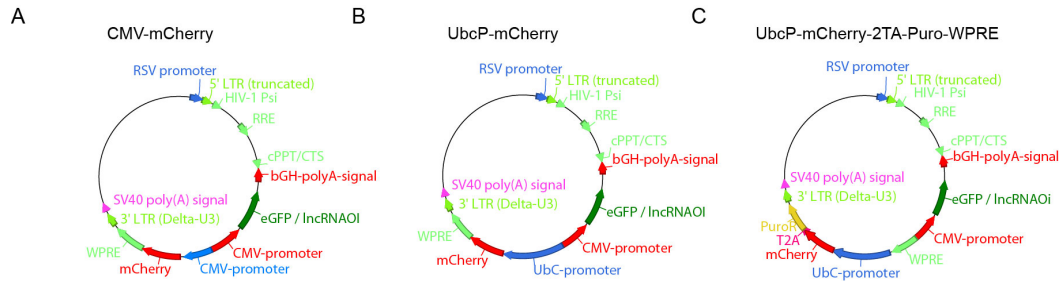 A
CMV-mCherry
RSV promoter
5' LTR (truncated)
HIV-1 Psi
RRE
cPPT/CTS
bGH-polyA-signal
SV40 poly(A) signal
3' LTR (Delta-U3)
eGFP / lncRNAOI
WPRE
mCherry
CMV-promoter
CMV-promoter
B
UbcP-mCherry
RSV promoter
5' LTR (truncated)
HIV-1 Psi
RRE
cPPT/CTS
bGH-polyA-signal
SV40 poly(A) signal
3' LTR (Delta-U3)
eGFP / lncRNAOI
WPRE
mCherry
CMV-promoter
UbC-promoter
C
UbcP-mCherry-2TA-Puro-WPRE
RSV promoter
5' LTR (truncated)
HIV-1 Psi
RRE
cPPT/CTS
bGH-polyA-signal
SV40 poly(A) signal
3' LTR (Delta-U3)
eGFP / lncRNAOi
PuroR
T2A
mCherry
CMV-promoter
WPRE
UbC-promoter